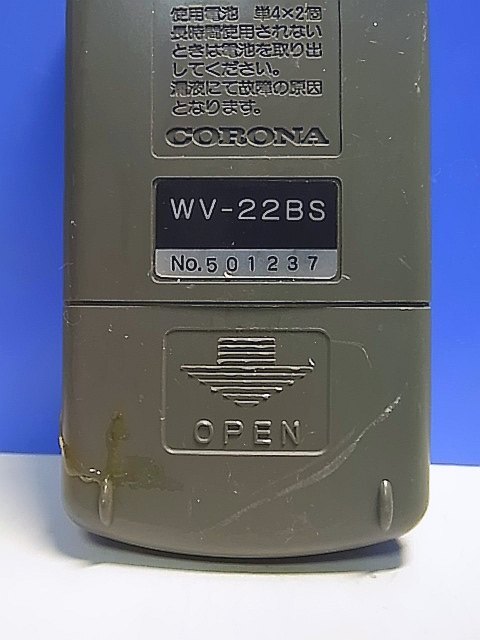 使用電池 単4×2個
長時間使用されない
ときは電池を取り出
してください。
漏液にて故障の原因
となります。
CORONA
WV-22BS
No.501237
OPEN